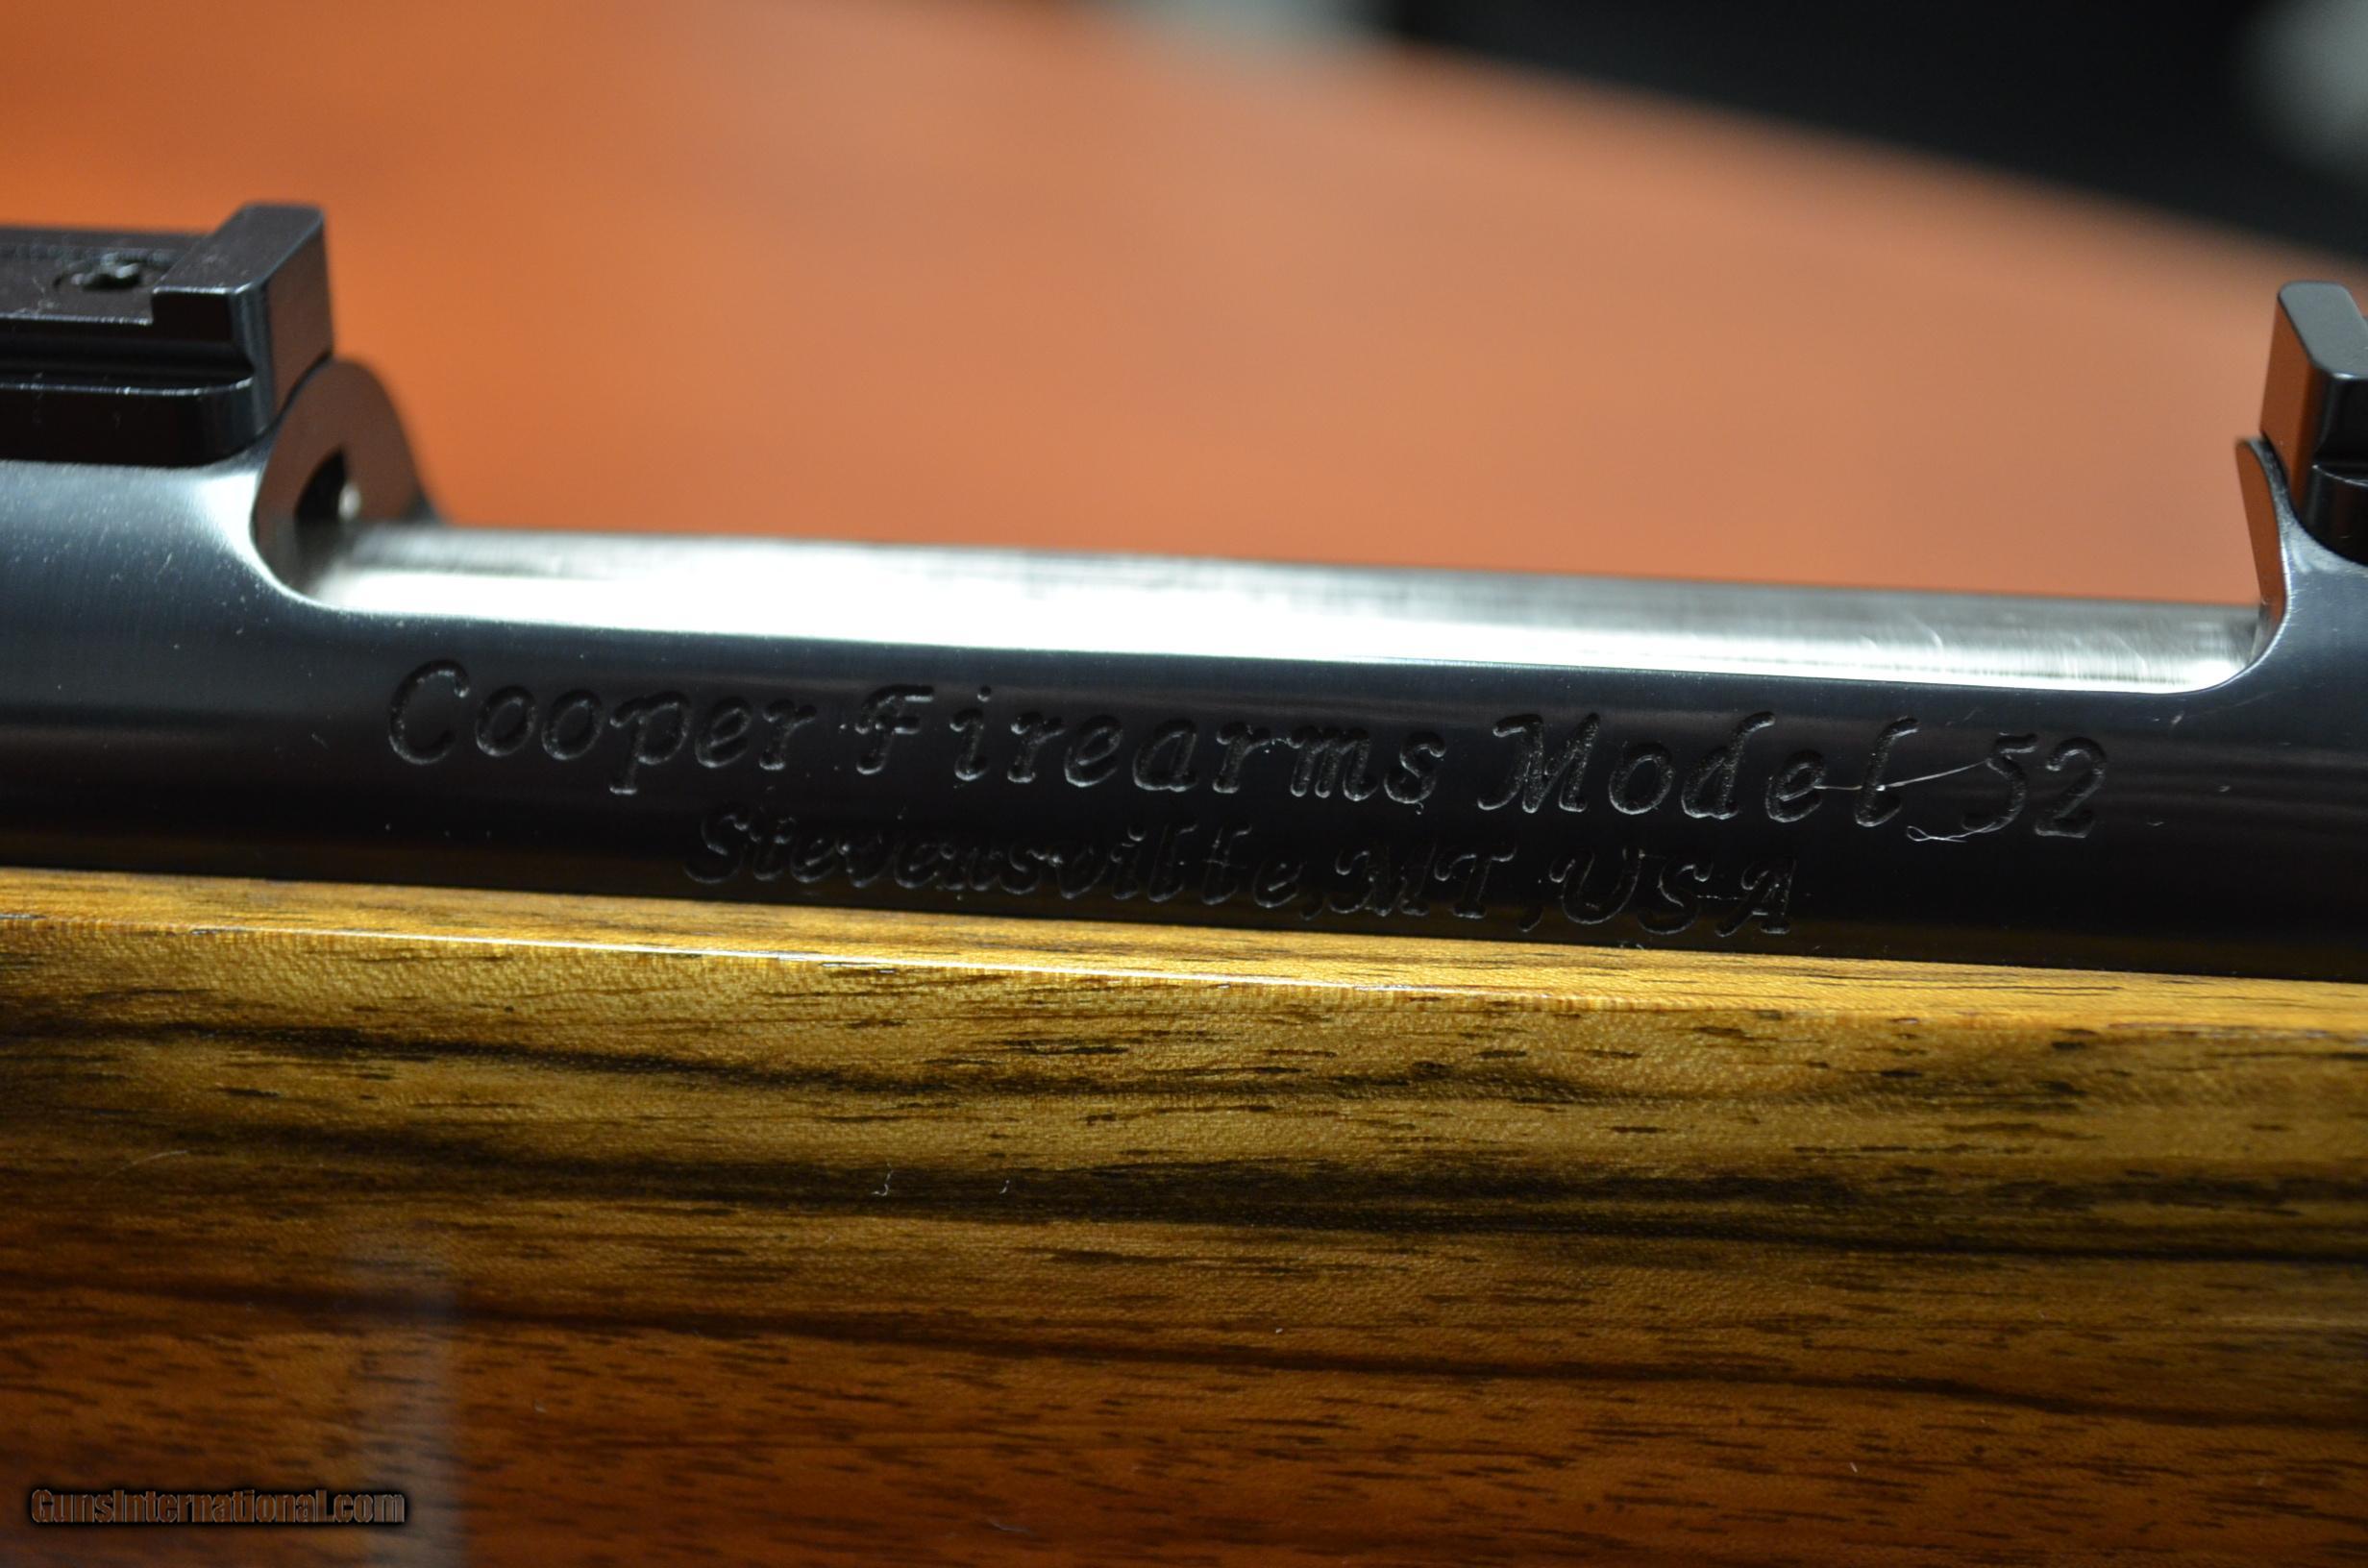 Cooper Firearms Model 52
Stevensville, MT, USA
GunsInternational.com